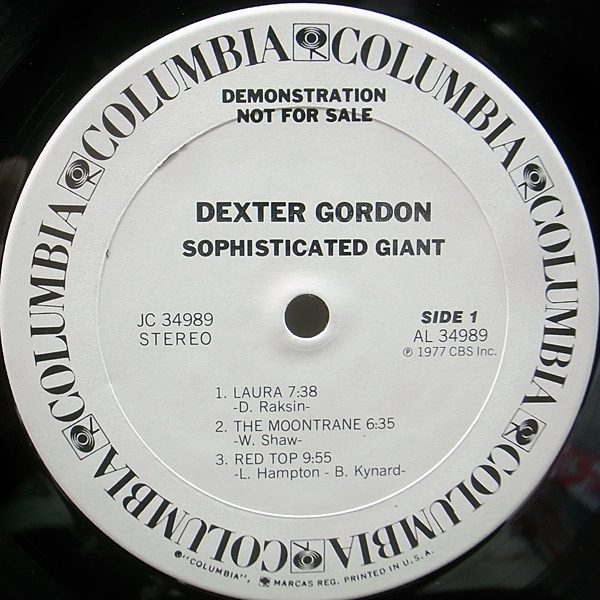 COLUMBIA COLUMBIA COLUMBIA COLUMBIA COLUMBIA COLUMBIA COLUMBIA COLUMBIA
DEMONSTRATION
NOT FOR SALE
DEXTER GORDON
SOPHISTICATED GIANT
JC 34989
STEREO
SIDE 1
AL 34989
℗ 1977 CBS Inc.
1. LAURA 7:38
-D. Raksin-
2. THE MOONTRANE 6:35
-W. Shaw-
3. RED TOP 9:55
-L. Hampton - B. Kynard-
"COLUMBIA", MARCAS REG. PRINTED IN U.S.A.